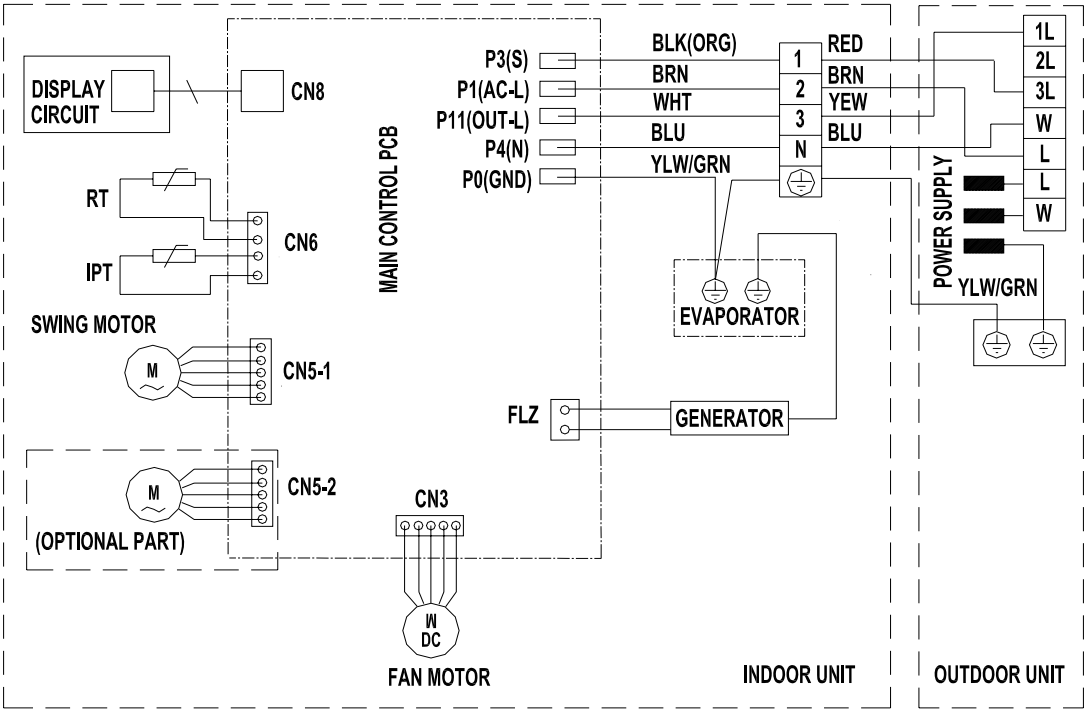 DISPLAY
CIRCUIT
CN8
RT
CN6
IPT
SWING MOTOR
M
CN5-1
M
CN5-2
(OPTIONAL PART)
MAIN CONTROL PCB
P3(S)
P1(AC-L)
P11(OUT-L)
P4(N)
P0(GND)
BLK(ORG)
BRN
WHT
BLU
YLW/GRN
1
2
3
N
RED
BRN
YEW
BLU
EVAPORATOR
FLZ
GENERATOR
CN3
M
DC
FAN MOTOR
INDOOR UNIT
1L
2L
3L
W
L
L
W
POWER SUPPLY
YLW/GRN
OUTDOOR UNIT